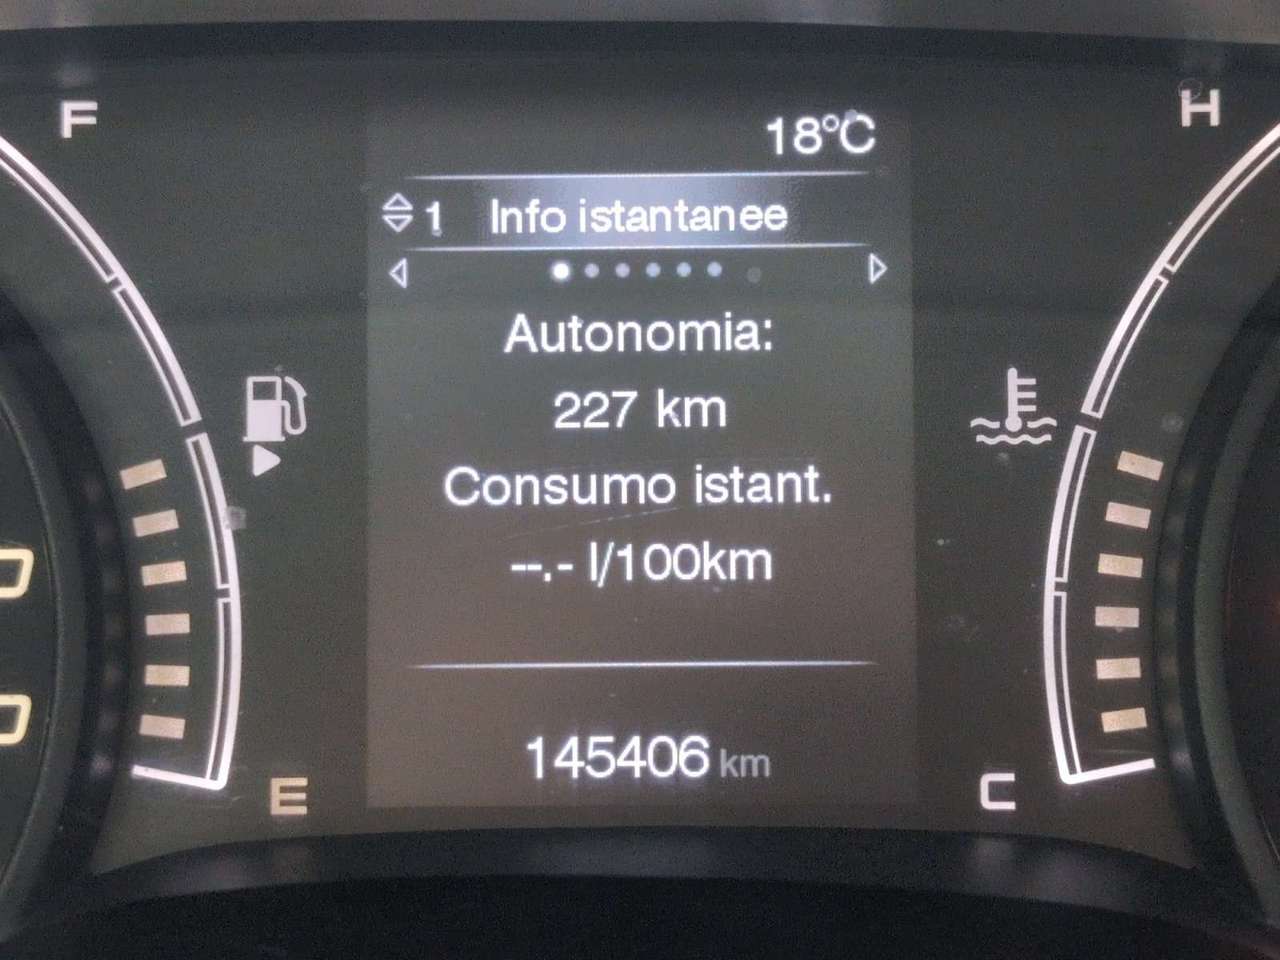 F
H
18°C
1 Info istantanee
Autonomia:
227 km
Consumo istant.
--.- l/100km
145406 km
E
C